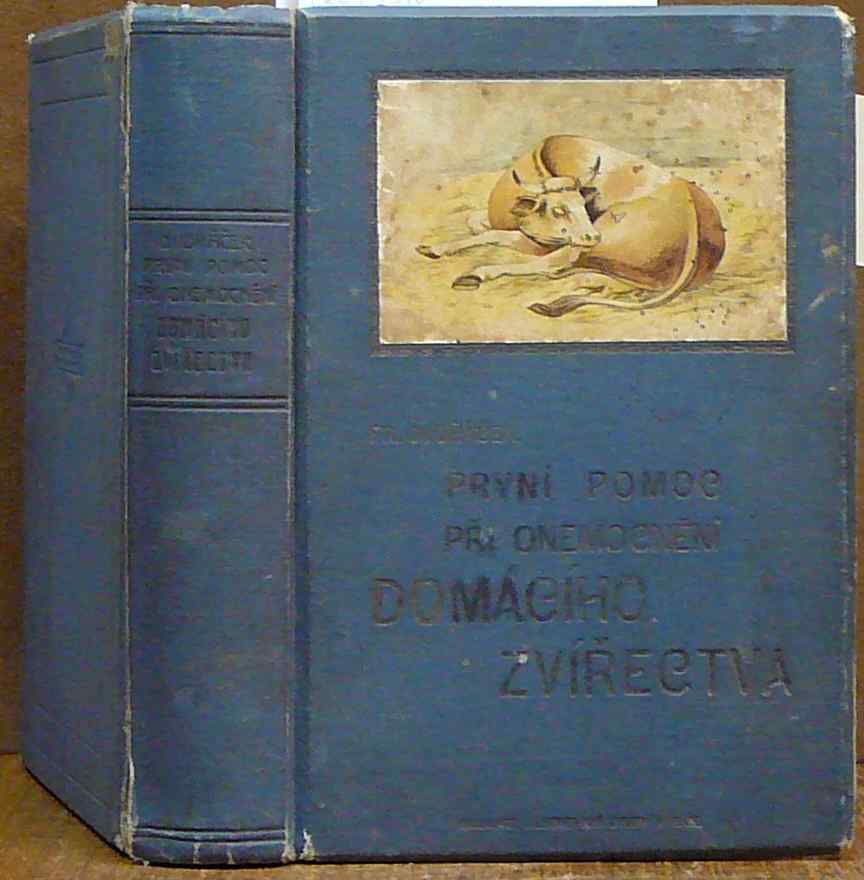 PRVNÍ POMOC
PŘI ONEMOCNĚNÍ
DOMÁCÍHO
ZVÍŘECTVA
PRVNÍ POMOC
PŘI ONEMOCNĚNÍ
DOMÁCÍHO
ZVÍŘECTVA